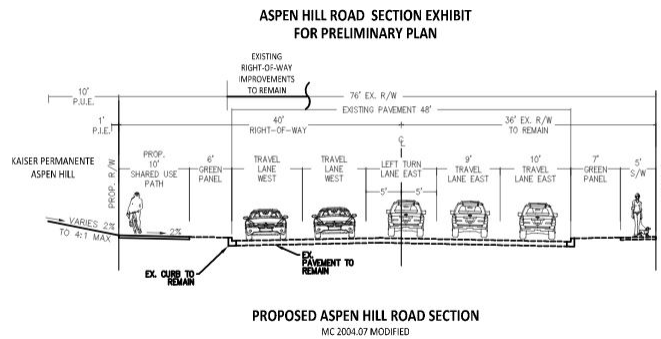 ASPEN HILL ROAD SECTION EXHIBIT
FOR PRELIMINARY PLAN
EXISTING
RIGHT-OF-WAY
IMPROVEMENTS
TO REMAIN
10'
P.U.E.
76' EX. R/W
EXISTING PAVEMENT 48'
1'
P.I.E.
40'
RIGHT-OF-WAY
36' EX. R/W
TO REMAIN
CL
KAISER PERMANENTE
ASPEN HILL
PROP. R/W
PROP.
10'
SHARED USE
PATH
6'
GREEN
PANEL
TRAVEL
LANE
WEST
TRAVEL
LANE
WEST
LEFT TURN
LANE EAST
5'
5'
9'
TRAVEL
LANE EAST
10'
TRAVEL
LANE EAST
7'
GREEN
PANEL
5'
S/W
VARIES 2%
TO 4:1 MAX
2%
EX. CURB TO
REMAIN
EX.
PAVEMENT TO
REMAIN
PROPOSED ASPEN HILL ROAD SECTION
MC 2004.07 MODIFIED